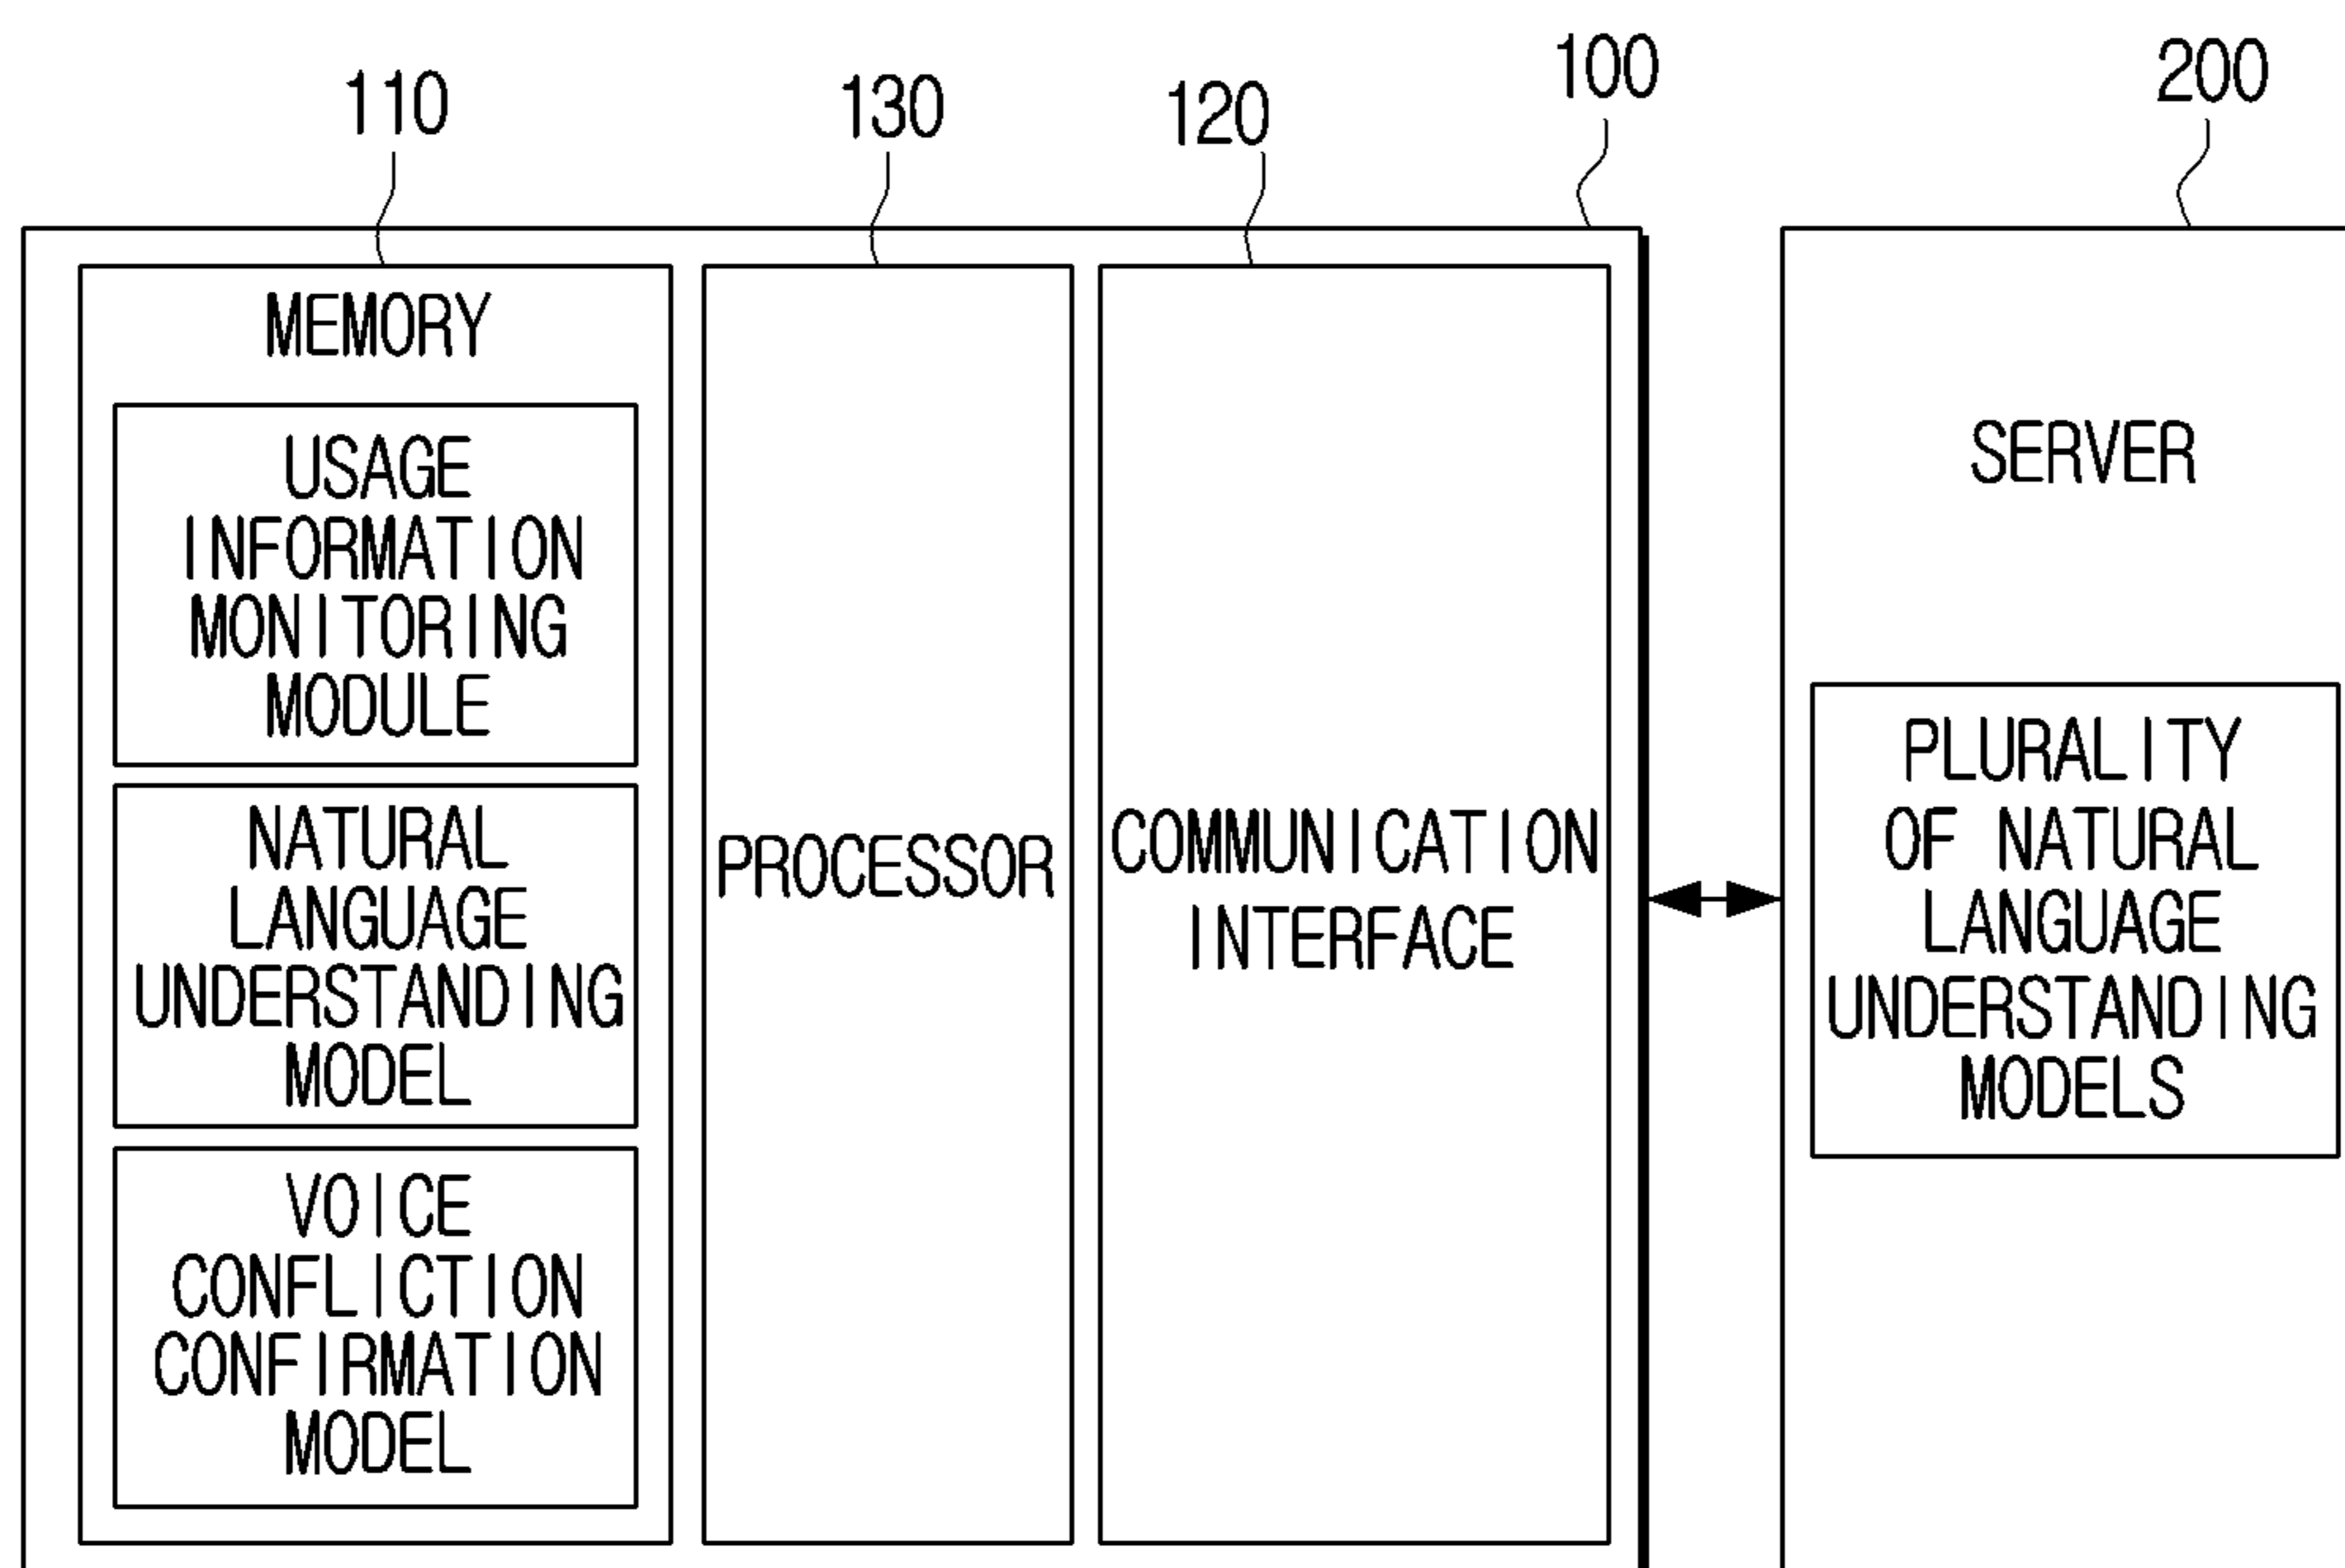 110
130
120
100
200
MEMORY
USAGE
INFORMATION
MONITORING
MODULE
NATURAL
LANGUAGE
UNDERSTANDING
MODEL
VOICE
CONFLICTION
CONFIRMATION
MODEL
PROCESSOR
COMMUNICATION
INTERFACE
SERVER
PLURALITY
OF NATURAL
LANGUAGE
UNDERSTANDING
MODELS